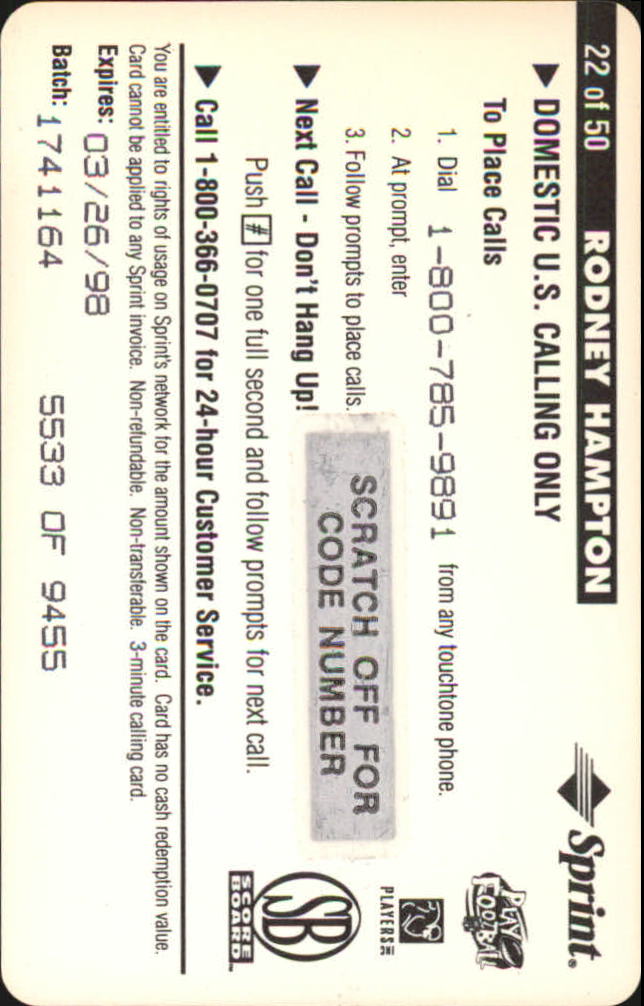 22 of 50 RODNEY HAMPTON
Sprint®
▶ DOMESTIC U.S. CALLING ONLY
To Place Calls
1. Dial 1-800-785-9891 from any touchtone phone.
2. At prompt, enter
3. Follow prompts to place calls.
SCRATCH OFF FOR
CODE NUMBER
▶ Next Call - Don't Hang Up!
Push # for one full second and follow prompts for next call.
▶ Call 1-800-366-0707 for 24-hour Customer Service.
PLAY
FOOTBALL
PLAYERS
SB
SCORE
BOARD™
You are entitled to rights of usage on Sprint's network for the amount shown on the card. Card has no cash redemption value.
Card cannot be applied to any Sprint invoice. Non-refundable. Non-transferable. 3-minute calling card.
Expires: 03/26/98
Batch: 1741164 5533 OF 9455